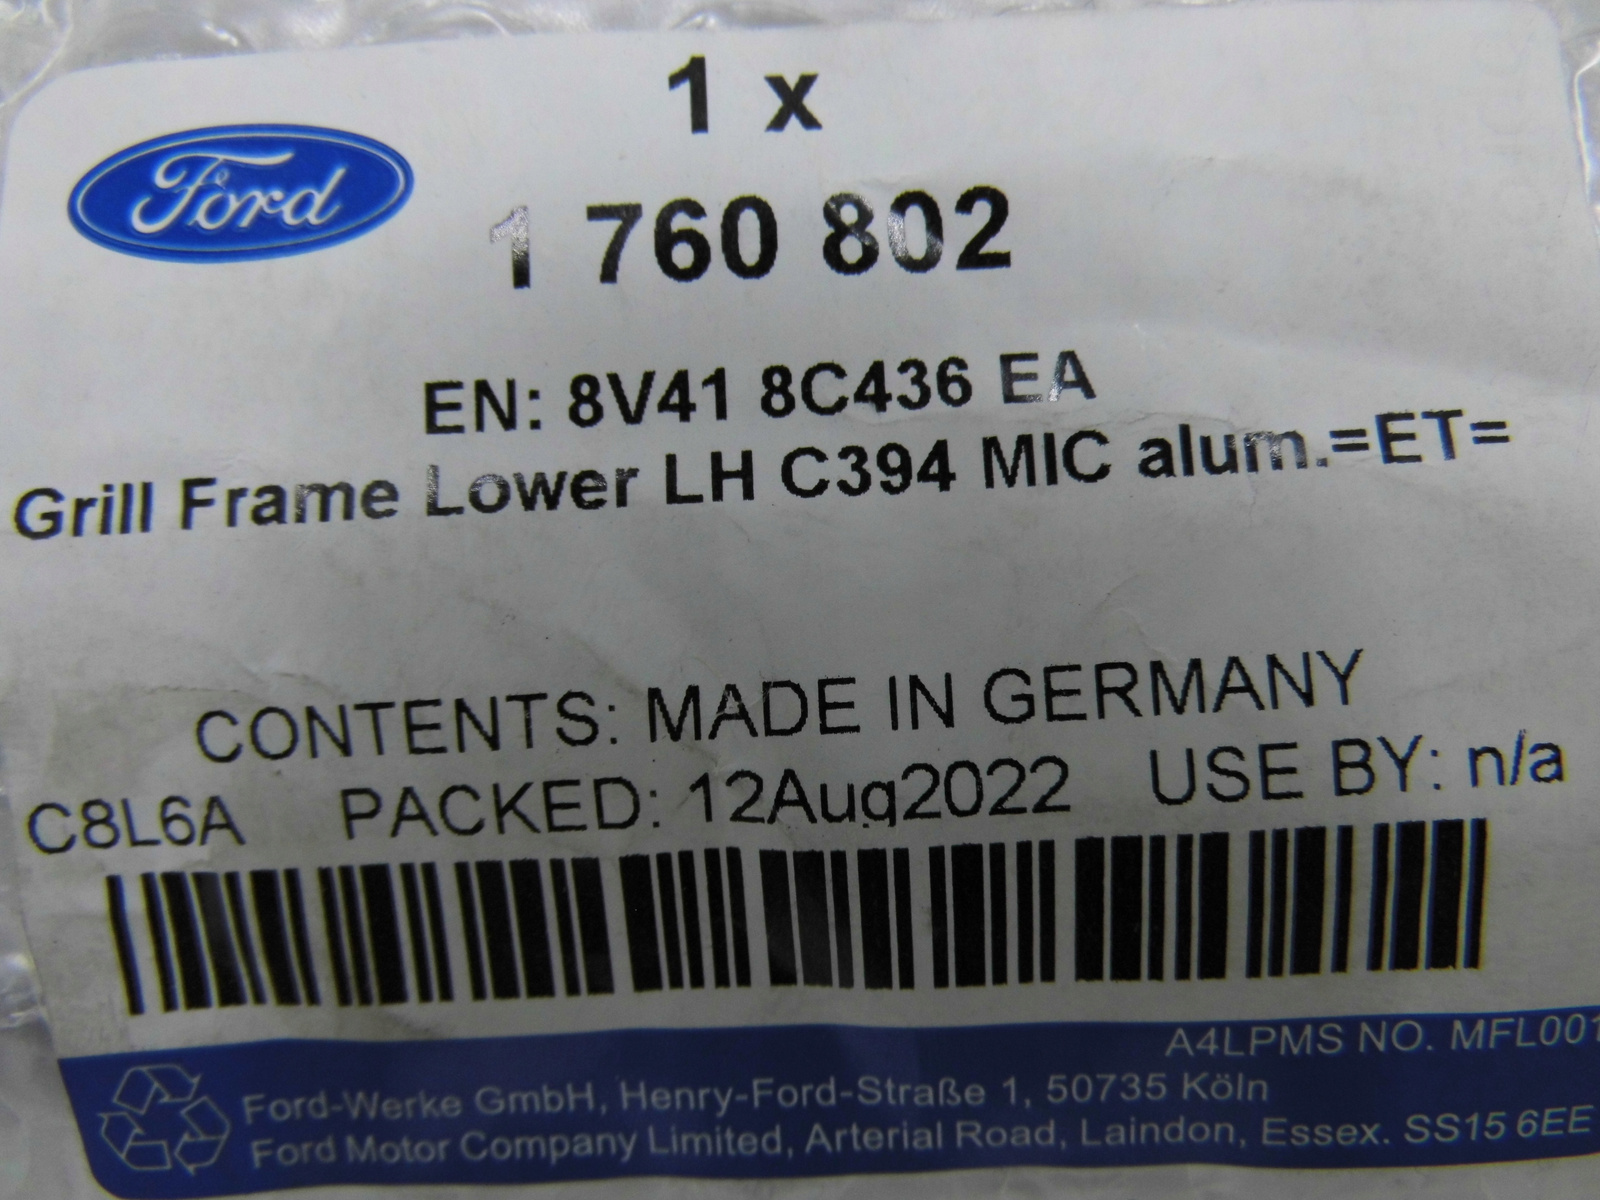 1 x
Ford
1 760 802
EN: 8V41 8C436 EA
Grill Frame Lower LH C394 MIC alum.=ET=
CONTENTS: MADE IN GERMANY
C8L6A PACKED: 12Aug2022 USE BY: n/a
A4LPMS NO. MFL001
Ford-Werke GmbH, Henry-Ford-Straße 1, 50735 Köln
Ford Motor Company Limited, Arterial Road, Laindon, Essex. SS15 6EE